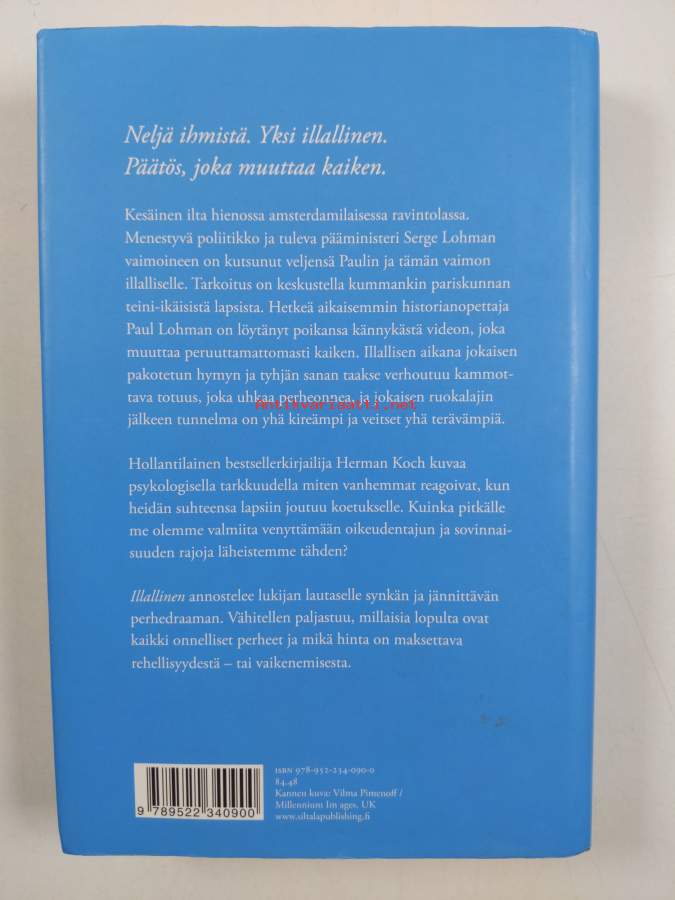 Neljä ihmistä. Yksi illallinen.
Päätös, joka muuttaa kaiken.
Kesäinen ilta hienossa amsterdamilaisessa ravintolassa.
Menestyvä poliitikko ja tuleva pääministeri Serge Lohman
vaimoineen on kutsunut veljensä Paulin ja tämän vaimon
illalliselle. Tarkoitus on keskustella kummankin pariskunnan
teini-ikäisistä lapsista. Hetkeä aikaisemmin historianopettaja
Paul Lohman on löytänyt poikansa kännykästä videon, joka
muuttaa peruuttamattomasti kaiken. Illallisen aikana jokaisen
pakotetun hymyn ja tyhjän sanan taakse verhoutuu kammot-
tava totuus, joka uhkaa perheonnea, ja jokaisen ruokalajin
Antikvariaatti.net
jälkeen tunnelma on yhä kireämpi ja veitset yhä terävämpiä.
Hollantilainen bestsellerkirjailija Herman Koch kuvaa
psykologisella tarkkuudella miten vanhemmat reagoivat, kun
heidän suhteensa lapsiin joutuu koetukselle. Kuinka pitkälle
me olemme valmiita venyttämään oikeudentajun ja sovinnai-
suuden rajoja läheistemme tähden?
Illallinen annostelee lukijan lautaselle synkän ja jännittävän
perhedraaman. Vähitellen paljastuu, millaisia lopulta ovat
kaikki onnelliset perheet ja mikä hinta on maksettava
rehellisyydestä – tai vaikenemisesta.
ISBN 978-952-234-090-0
84.48
Kannen kuva: Vilma Pimenoff /
Millennium Im ages, UK
www.siltalapublishing.fi
9 789522 340900